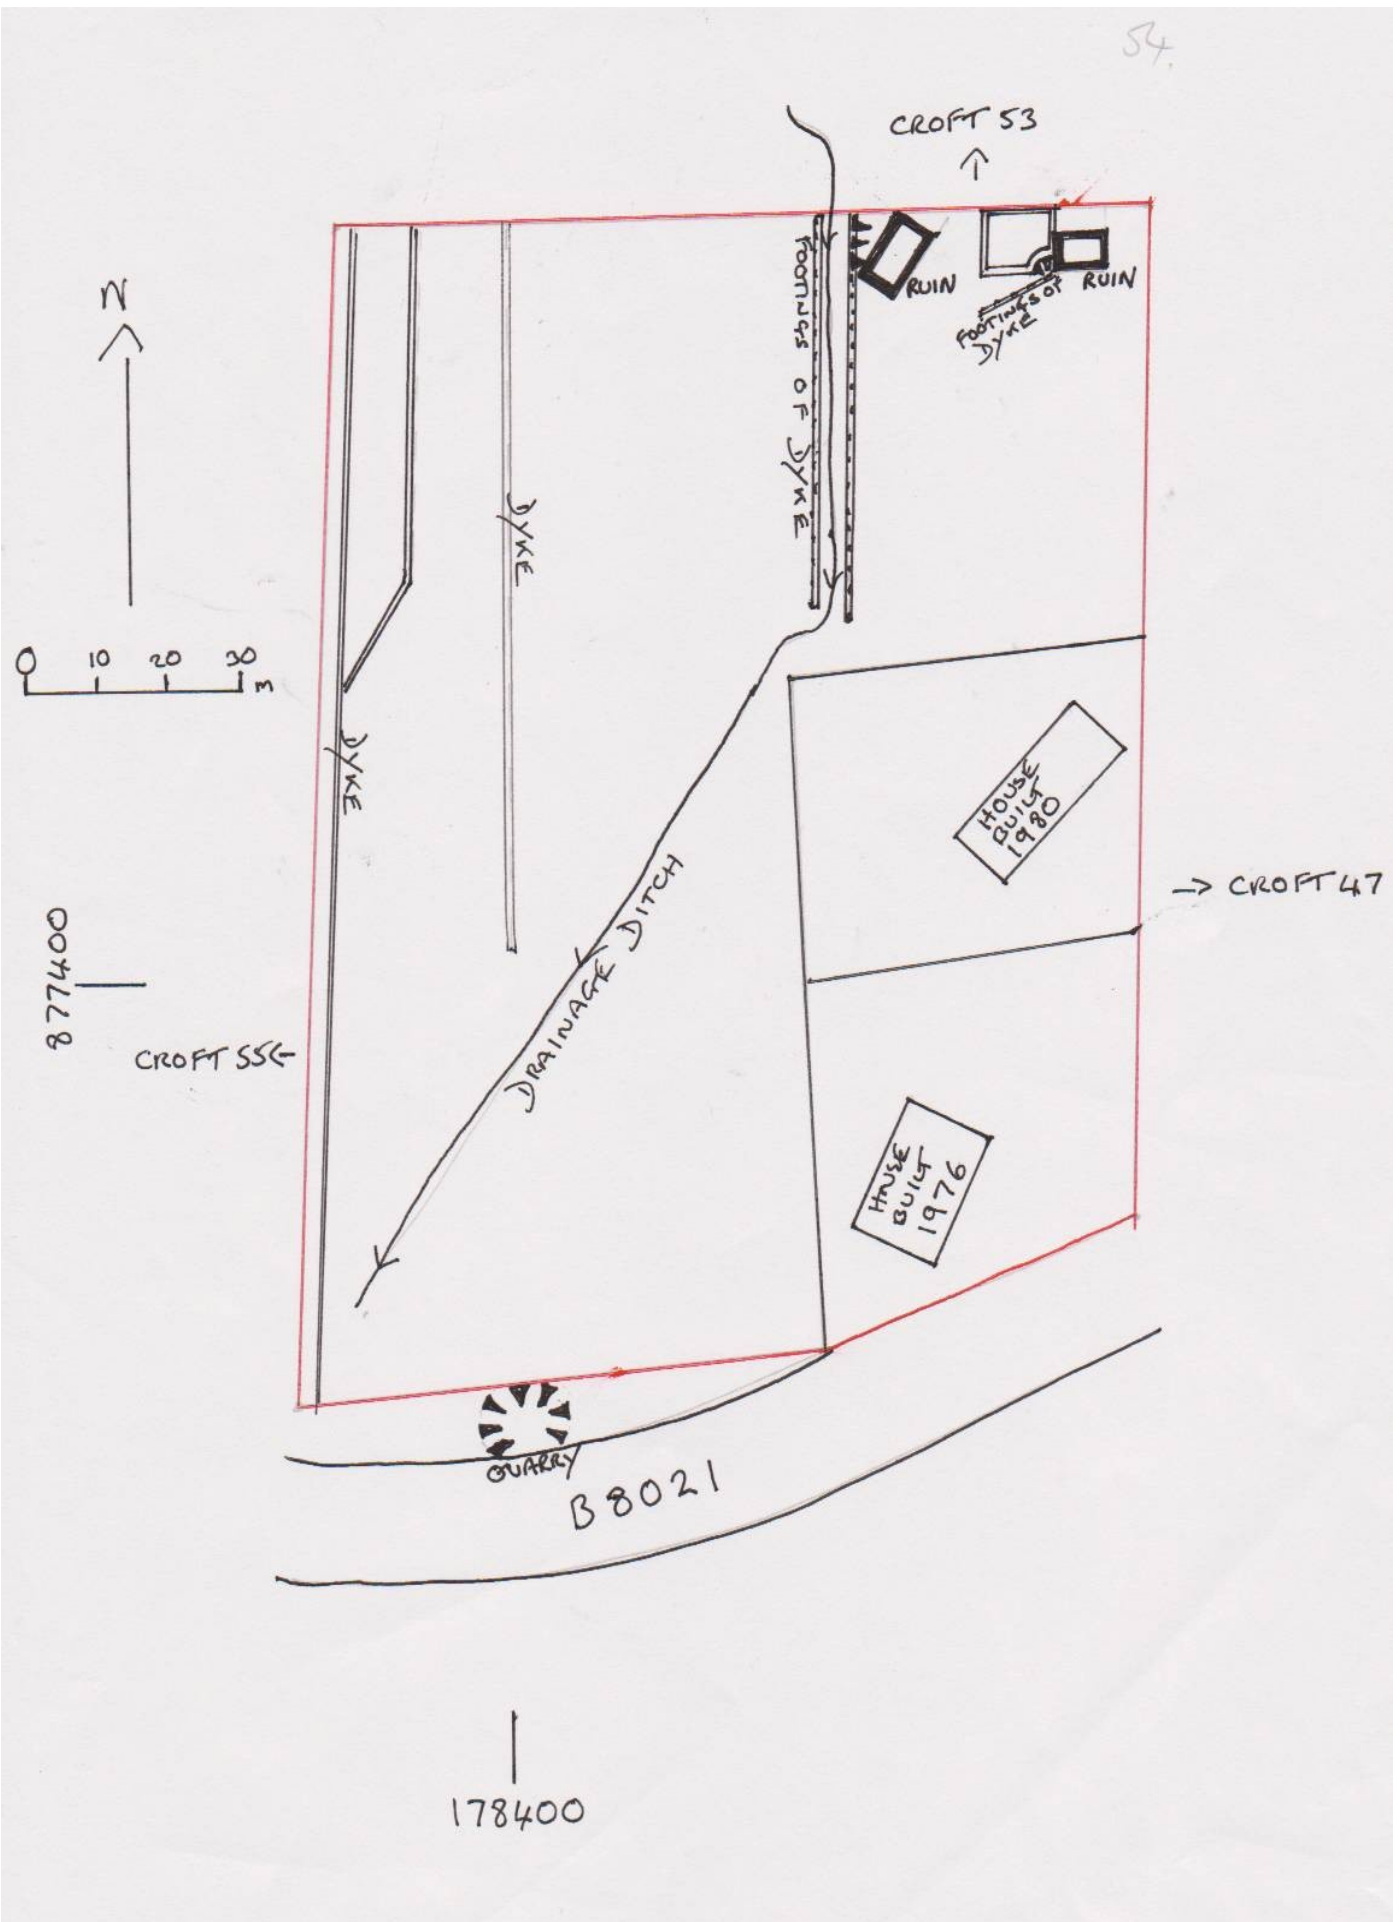 54.
CROFT 53
N
RUIN
RUIN
FOOTINGS OF
DYKE
FOOTINGS OF DYKE
DYKE
0 10 20 30 m
DYKE
HOUSE
BUILT
1980
CROFT 47
DRAINAGE DITCH
877400
CROFT 55
HOUSE
BUILT
1976
QUARRY
B8021
178400